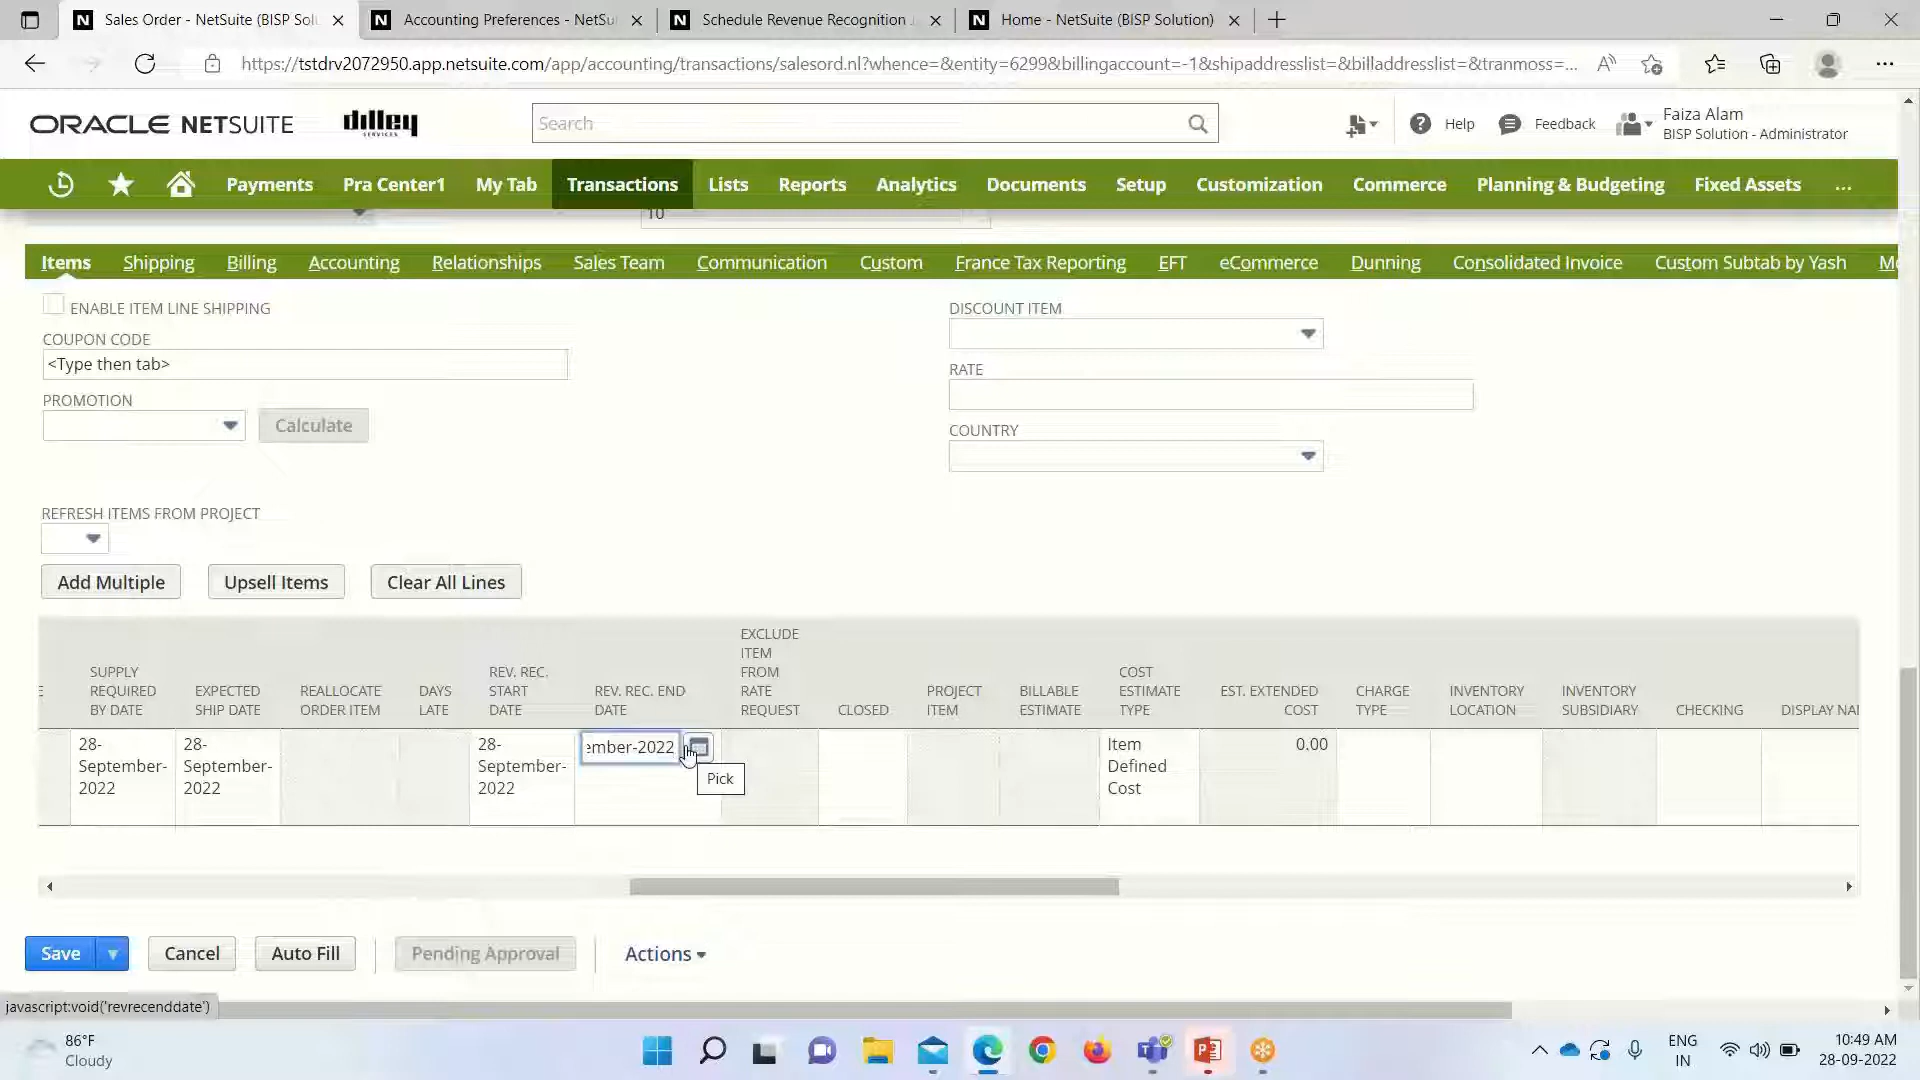 Sales Order - NetSuite (BISP Solu
Accounting Preferences - NetSu
Schedule Revenue Recognition
Home - NetSuite (BISP Solution)
https://tstdrv2072950.app.netsuite.com/app/accounting/transactions/salesord.nl?whence=&entity=6299&billingaccount=-1&shipaddresslist=&billaddresslist=&tranmoss=...
ORACLE NETSUITE
dilley
SERVICES
Search
Help
Feedback
Faiza Alam
BISP Solution - Administrator
Payments
Pra Center1
My Tab
Transactions
Lists
Reports
Analytics
Documents
Setup
Customization
Commerce
Planning & Budgeting
Fixed Assets
...
10
Items
Shipping
Billing
Accounting
Relationships
Sales Team
Communication
Custom
France Tax Reporting
EFT
eCommerce
Dunning
Consolidated Invoice
Custom Subtab by Yash
Mo
ENABLE ITEM LINE SHIPPING
COUPON CODE
<Type then tab>
PROMOTION
Calculate
DISCOUNT ITEM
RATE
COUNTRY
REFRESH ITEMS FROM PROJECT
Add Multiple
Upsell Items
Clear All Lines
E
SUPPLY
REQUIRED
BY DATE
EXPECTED
SHIP DATE
REALLOCATE
ORDER ITEM
DAYS
LATE
REV. REC.
START
DATE
REV. REC. END
DATE
EXCLUDE
ITEM
FROM
RATE
REQUEST
CLOSED
PROJECT
ITEM
BILLABLE
ESTIMATE
COST
ESTIMATE
TYPE
EST. EXTENDED
COST
CHARGE
TYPE
INVENTORY
LOCATION
INVENTORY
SUBSIDIARY
CHECKING
DISPLAY NA
28-
September-
2022
28-
September-
2022
28-
September-
2022
ember-2022
Pick
Item
Defined
Cost
0.00
Save
Cancel
Auto Fill
Pending Approval
Actions
javascript:void('revrecenddate')
86°F
Cloudy
ENG
IN
10:49 AM
28-09-2022